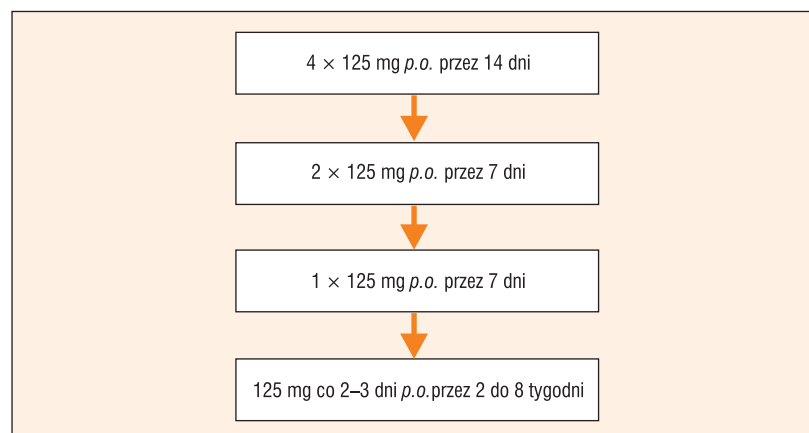 4 × 125 mg p.o. przez 14 dni
2 × 125 mg p.o. przez 7 dni
1 × 125 mg p.o. przez 7 dni
125 mg co 2–3 dni p.o.przez 2 do 8 tygodni